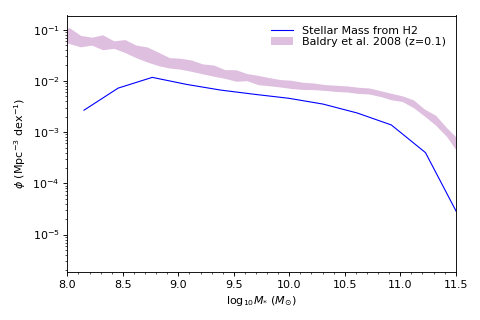 Stellar Mass from H2
Baldry et al. 2008 (z=0.1)
ϕ (Mpc⁻³ dex⁻¹)
10⁻¹
10⁻²
10⁻³
10⁻⁴
10⁻⁵
8.0 8.5 9.0 9.5 10.0 10.5 11.0 11.5
log₁₀M* (M⊙)